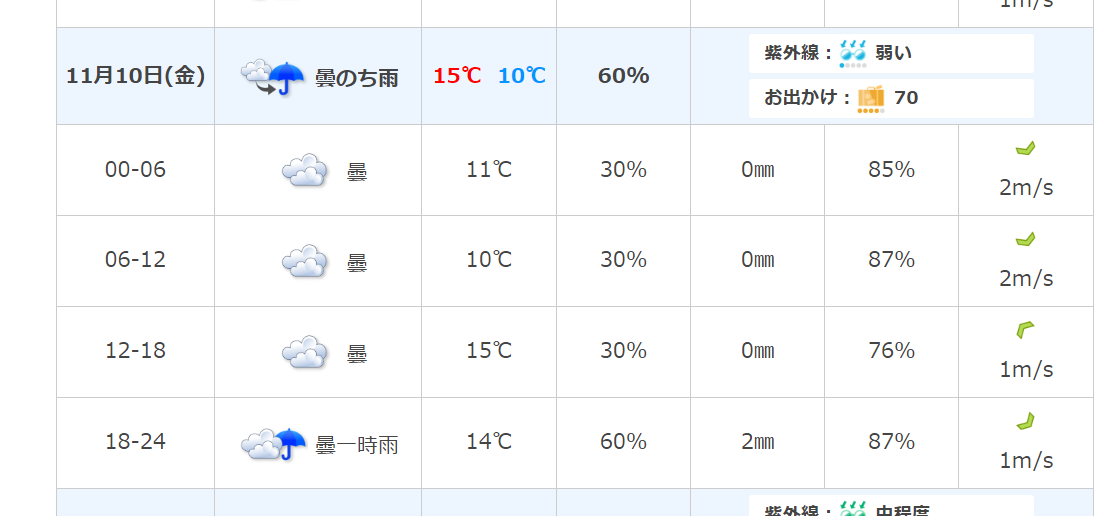 1m/s
11月10日(金) 曇のち雨 15℃ 10℃ 60% 紫外線： 弱い
お出かけ： 70
00-06 曇 11℃ 30% 0㎜ 85% 2m/s
06-12 曇 10℃ 30% 0㎜ 87% 2m/s
12-18 曇 15℃ 30% 0㎜ 76% 1m/s
18-24 曇一時雨 14℃ 60% 2㎜ 87% 1m/s
紫外線： 中程度